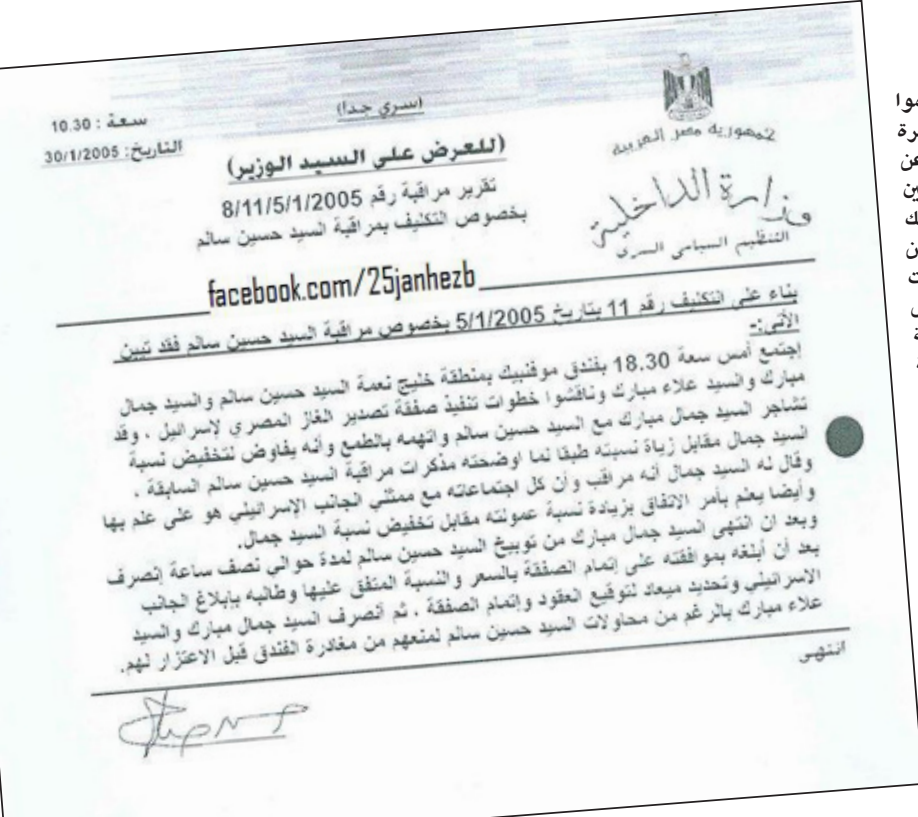 (سري جدا)
سعة : 10.30
التاريخ: 30/1/2005
جمهورية مصر العربية
وزارة الداخلية
التنظيم السياسى السرى
(للعرض على السيد الوزير)
تقرير مراقبة رقم 8/11/5/1/2005
بخصوص التكليف بمراقبة السيد حسين سالم
facebook.com/25janhezb
بناء على التكليف رقم 11 بتاريخ 5/1/2005 بخصوص مراقبة السيد حسين سالم فقد تبين
الأتى:-
إجتمع أمس سعة 18.30 بفندق موفنبيك بمنطقة خليج نعمة السيد حسين سالم والسيد جمال
مبارك والسيد علاء مبارك وناقشوا خطوات تنفيذ صفقة تصدير الغاز المصري لإسرائيل ، وقد
تشاجر السيد جمال مبارك مع السيد حسين سالم واتهمه بالطمع وأنه يفاوض لتخفيض نسبة
السيد جمال مقابل زياة نسبته طبقا لما اوضحته مذكرات مراقبة السيد حسين سالم السابقة .
وقال له السيد جمال أنه مراقب وأن كل اجتماعاته مع ممثلي الجانب الإسرائيلي هو على علم بها
وأيضا يعلم بأمر الاتفاق بزيادة نسبة عمولته مقابل تخفيض نسبة السيد جمال.
وبعد ان انتهى السيد جمال مبارك من توبيخ السيد حسين سالم لمدة حوالي نصف ساعة إنصرف
بعد أن أبلغه بموافقته على إتمام الصفقة بالسعر والنسبة المتفق عليها وطالبه بإبلاغ الجانب
الاسرائيلي وتحديد ميعاد لتوقيع العقود وإتمام الصفقة ، ثم أنصرف السيد جمال مبارك والسيد
علاء مبارك بالرغم من محاولات السيد حسين سالم لمنعهم من مغادرة الفندق قبل الاعتزار لهم.
انتهى